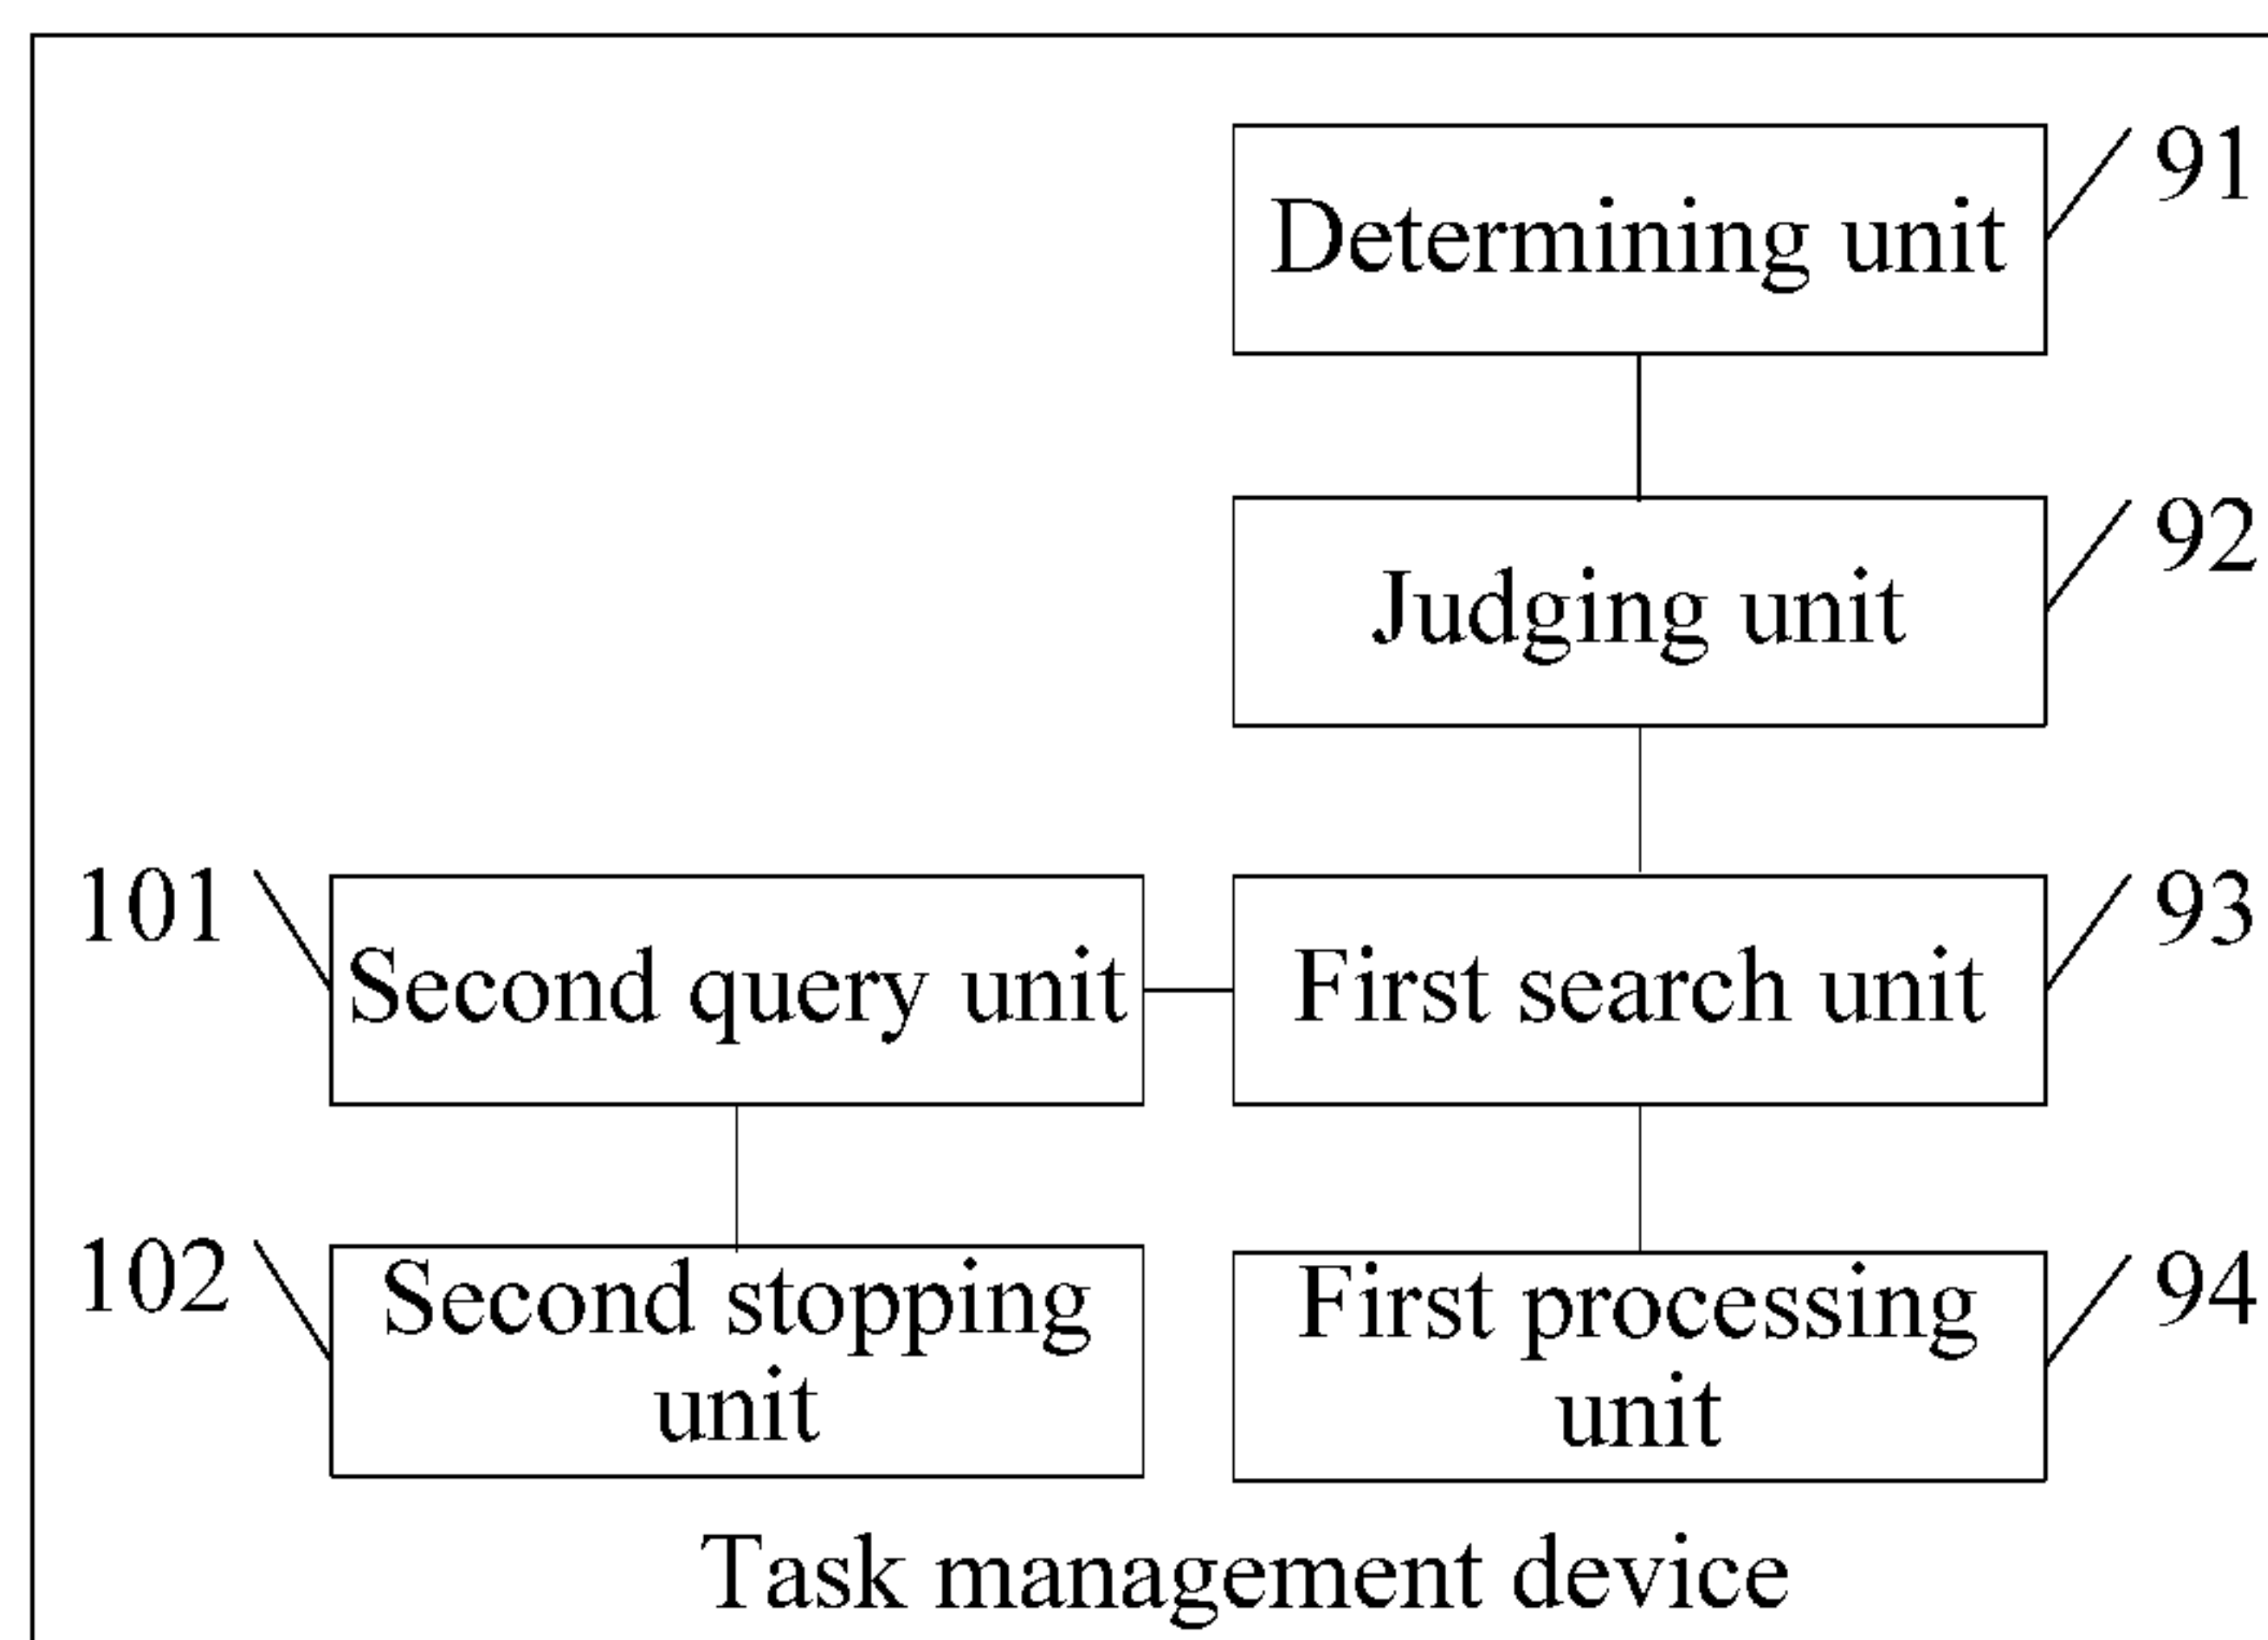 91
Determining unit
92
Judging unit
101
Second query unit
First search unit
93
102
Second stopping
unit
First processing
unit
94
Task management device